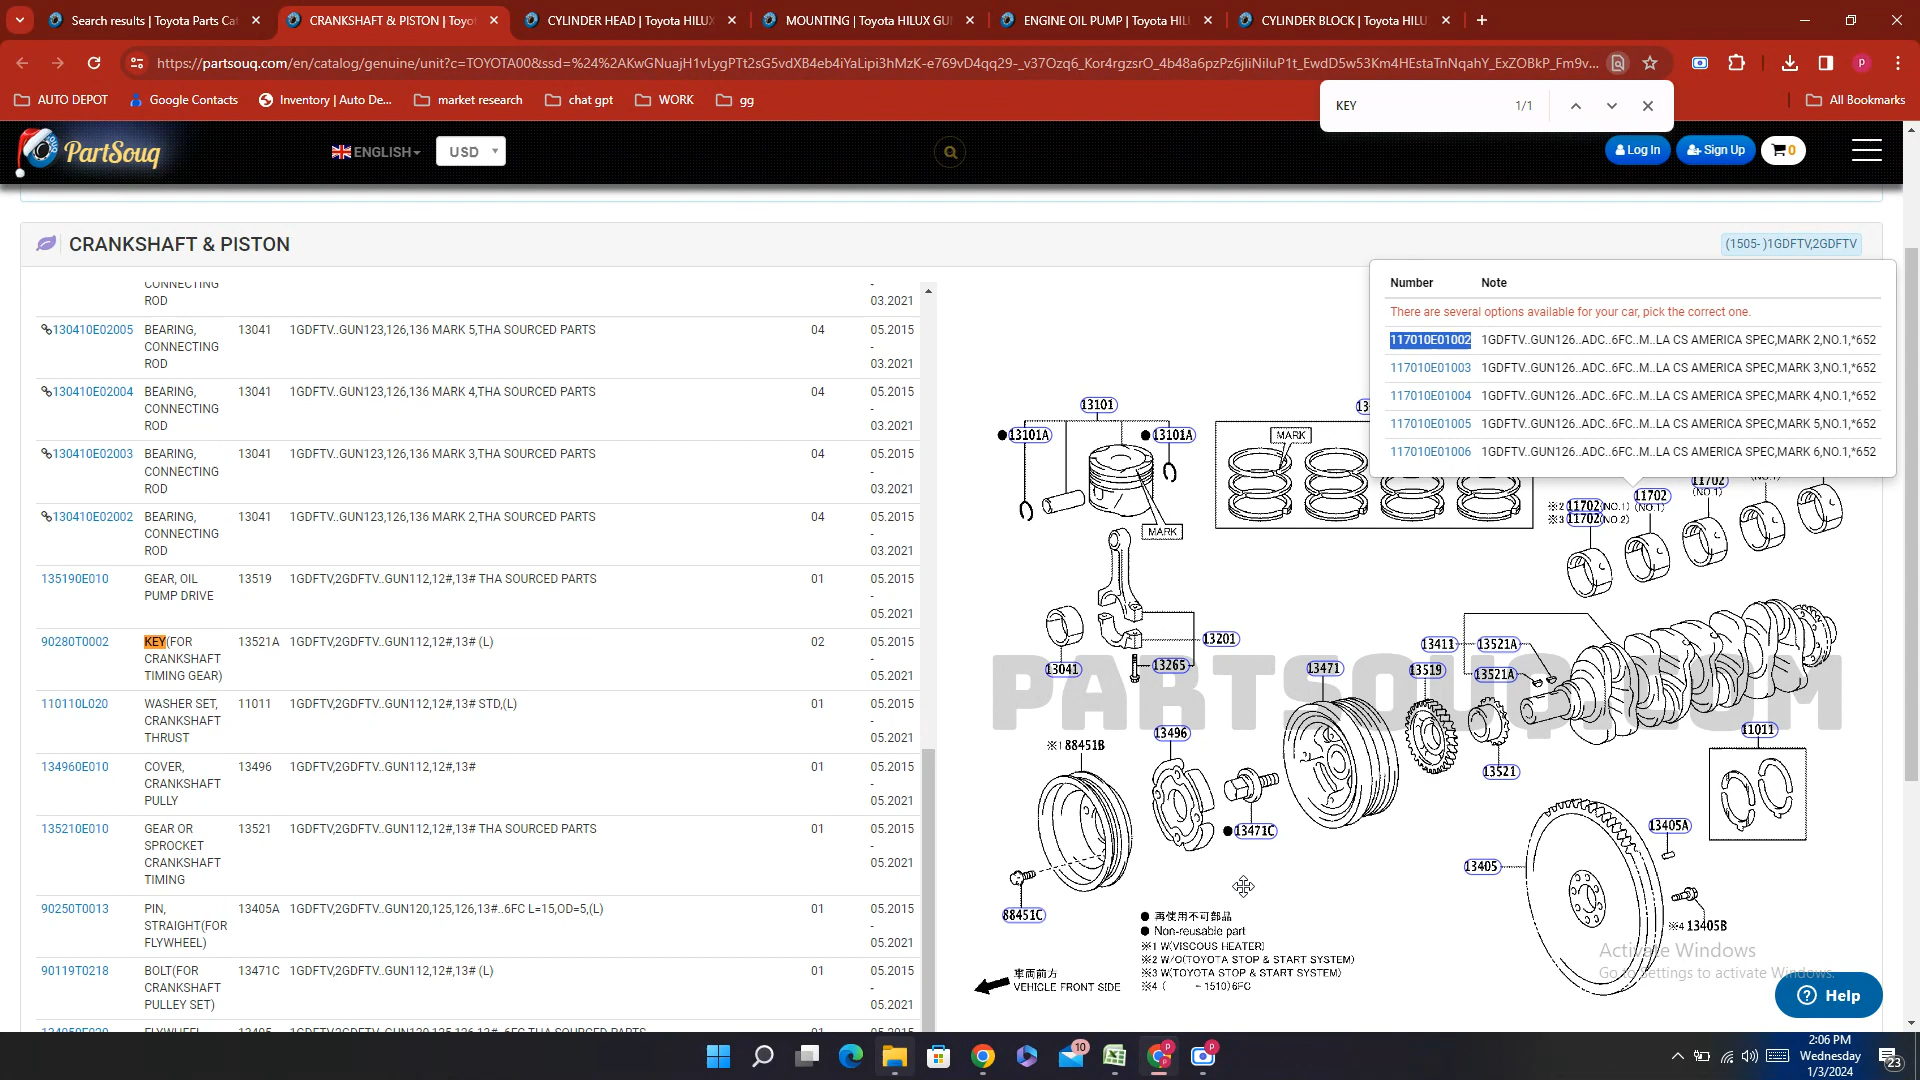 Search results | Toyota Parts Cat
CRANKSHAFT & PISTON | Toyo
CYLINDER HEAD | Toyota HILUX
MOUNTING | Toyota HILUX GUN
ENGINE OIL PUMP | Toyota HIL
CYLINDER BLOCK | Toyota HILU
https://partsouq.com/en/catalog/genuine/unit?c=TOYOTA00&ssd=%24%2AKwGNuajH1vLygPTt2sG5vdXB4eb4iYaLipi3hMzK-e769vD4qq29-_v37Ozq6_Kor4rgzsrO_4b48a6pzPz6jIiNiIuP1t_EwdD5w53Km4HEstaTnNqahY_ExZOBkP_Fm9v...
AUTO DEPOT
Google Contacts
Inventory | Auto De...
market research
chat gpt
WORK
gg
All Bookmarks
KEY
1/1
PartSouq
ENGLISH
USD
Log In
Sign Up
0
CRANKSHAFT & PISTON
(1505- )1GDFTV,2GDFTV
CONNECTING
ROD
-
03.2021
130410E02005 BEARING, CONNECTING ROD 13041 1GDFTV..GUN123,126,136 MARK 5,THA SOURCED PARTS 04 05.2015 - 03.2021
130410E02004 BEARING, CONNECTING ROD 13041 1GDFTV..GUN123,126,136 MARK 4,THA SOURCED PARTS 04 05.2015 - 03.2021
130410E02003 BEARING, CONNECTING ROD 13041 1GDFTV..GUN123,126,136 MARK 3,THA SOURCED PARTS 04 05.2015 - 03.2021
130410E02002 BEARING, CONNECTING ROD 13041 1GDFTV..GUN123,126,136 MARK 2,THA SOURCED PARTS 04 05.2015 - 03.2021
135190E010 GEAR, OIL PUMP DRIVE 13519 1GDFTV,2GDFTV..GUN112,12#,13# THA SOURCED PARTS 01 05.2015 - 05.2021
90280T0002 KEY(FOR CRANKSHAFT TIMING GEAR) 13521A 1GDFTV,2GDFTV..GUN112,12#,13# (L) 02 05.2015 - 05.2021
110110L020 WASHER SET, CRANKSHAFT THRUST 11011 1GDFTV,2GDFTV..GUN112,12#,13# STD,(L) 01 05.2015 - 05.2021
134960E010 COVER, CRANKSHAFT PULLY 13496 1GDFTV,2GDFTV..GUN112,12#,13# 01 05.2015 - 05.2021
135210E010 GEAR OR SPROCKET CRANKSHAFT TIMING 13521 1GDFTV,2GDFTV..GUN112,12#,13# THA SOURCED PARTS 01 05.2015 - 05.2021
90250T0013 PIN, STRAIGHT(FOR FLYWHEEL) 13405A 1GDFTV,2GDFTV..GUN120,125,126,13#..6FC L=15,OD=5,(L) 01 05.2015 - 05.2021
90119T0218 BOLT(FOR CRANKSHAFT PULLEY SET) 13471C 1GDFTV,2GDFTV..GUN112,12#,13# (L) 01 05.2015 - 05.2021
Number Note
There are several options available for your car, pick the correct one.
117010E01002 1GDFTV..GUN126..ADC..6FC..M..LA CS AMERICA SPEC,MARK 2,NO.1,*652
117010E01003 1GDFTV..GUN126..ADC..6FC..M..LA CS AMERICA SPEC,MARK 3,NO.1,*652
117010E01004 1GDFTV..GUN126..ADC..6FC..M..LA CS AMERICA SPEC,MARK 4,NO.1,*652
117010E01005 1GDFTV..GUN126..ADC..6FC..M..LA CS AMERICA SPEC,MARK 5,NO.1,*652
117010E01006 1GDFTV..GUN126..ADC..6FC..M..LA CS AMERICA SPEC,MARK 6,NO.1,*652
13101
●13101A
●13101A
MARK
MARK
11702
(NO.1)
11702
(NO.1)
※2 11702(NO.1)
※3 11702(NO.2)
13201
13041
13265
13411
13521A
13521A
13471
13519
13521
PARTSOUQ.COM
11011
※1 88451B
13496
●13471C
88451C
13405
13405A
※4 13405B
● 再使用不可部品
● Non-reusable part
※1 W(VISCOUS HEATER)
※2 W/O(TOYOTA STOP & START SYSTEM)
※3 W(TOYOTA STOP & START SYSTEM)
※4 ( -1510)6FC
車両前方
VEHICLE FRONT SIDE
Activate Windows
Go to Settings to activate Windows.
Help
10
2:06 PM
Wednesday
1/3/2024
23